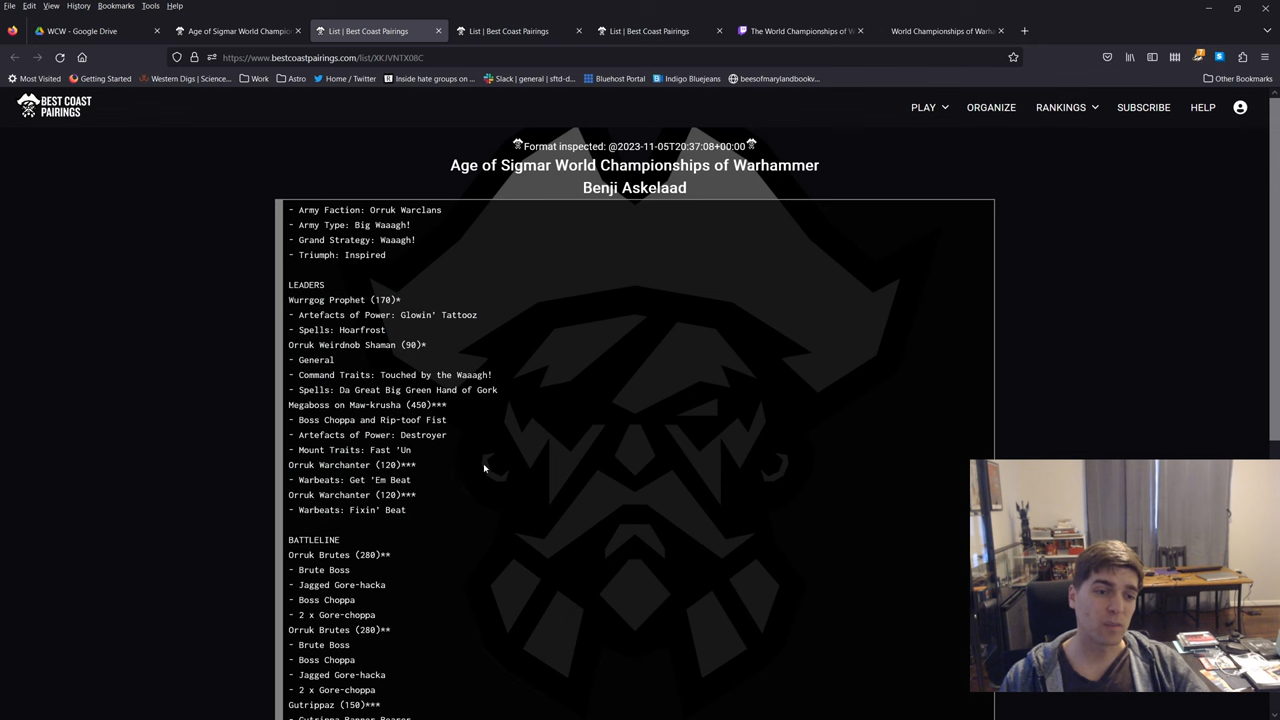 File Edit View History Bookmarks Tools Help
WCW - Google Drive
Age of Sigmar World Champion
List | Best Coast Pairings
List | Best Coast Pairings
List | Best Coast Pairings
The World Championships of W
World Championships of Warha
https://www.bestcoastpairings.com/list/XKJVNTX08C
Most Visited Getting Started Western Digs | Science... Work Astro Home / Twitter Inside hate groups on ... Slack | general | sftd-d... Bluehost Portal Indigo Bluejeans beesofmarylandbookv... Other Bookmarks
BEST COAST
PAIRINGS
PLAY ORGANIZE RANKINGS SUBSCRIBE HELP
Format inspected: @2023-11-05T20:37:08+00:00
Age of Sigmar World Championships of Warhammer
Benji Askelaad
- Army Faction: Orruk Warclans
- Army Type: Big Waaagh!
- Grand Strategy: Waaagh!
- Triumph: Inspired
LEADERS
Wurrgog Prophet (170)*
- Artefacts of Power: Glowin' Tattooz
- Spells: Hoarfrost
Orruk Weirdnob Shaman (90)*
- General
- Command Traits: Touched by the Waaagh!
- Spells: Da Great Big Green Hand of Gork
Megaboss on Maw-krusha (450)***
- Boss Choppa and Rip-toof Fist
- Artefacts of Power: Destroyer
- Mount Traits: Fast 'Un
Orruk Warchanter (120)***
- Warbeats: Get 'Em Beat
Orruk Warchanter (120)***
- Warbeats: Fixin' Beat
BATTLELINE
Orruk Brutes (280)**
- Brute Boss
- Jagged Gore-hacka
- Boss Choppa
- 2 x Gore-choppa
Orruk Brutes (280)**
- Brute Boss
- Boss Choppa
- Jagged Gore-hacka
- 2 x Gore-choppa
Gutrippaz (150)***
- Gutrippa Banner Bearer